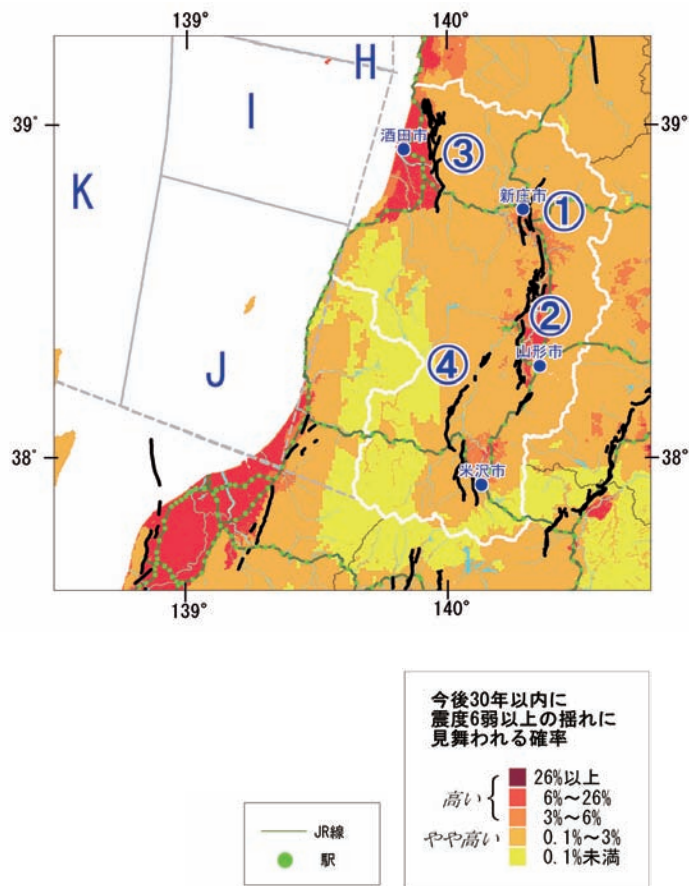 139°
140°
H
I
39°
39°
酒田市
③
K
新庄市
①
②
J
山形市
④
38°
38°
米沢市
139°
140°
今後30年以内に
震度6弱以上の揺れに
見舞われる確率
26%以上
高い
6%～26%
3%～6%
やや高い
0.1%～3%
0.1%未満
JR線
駅